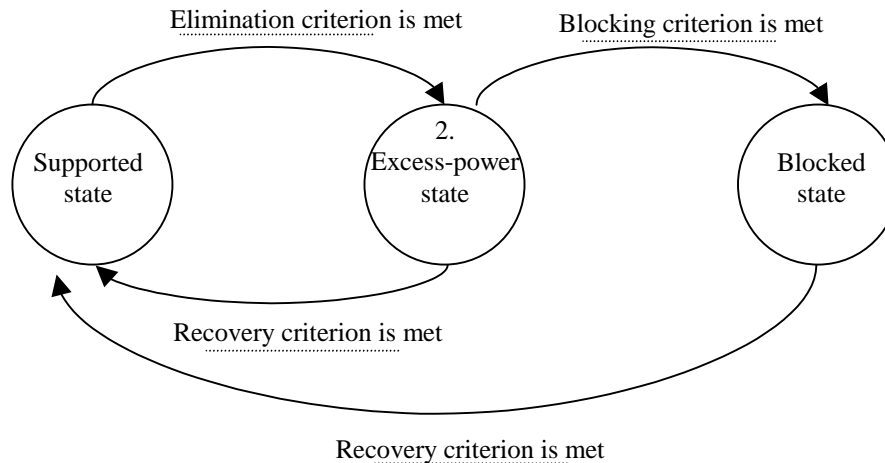 Elimination criterion is met
Blocking criterion is met
Supported
state
2.
Excess-power
state
Blocked
state
Recovery criterion is met
Recovery criterion is met